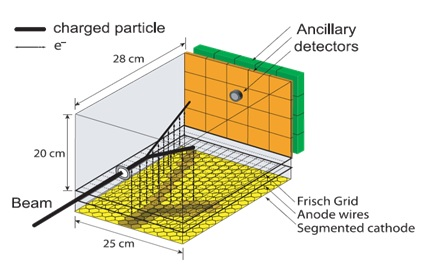 charged particle
e⁻
28 cm
Ancillary
detectors
20 cm
Beam
25 cm
Frisch Grid
Anode wires
Segmented cathode